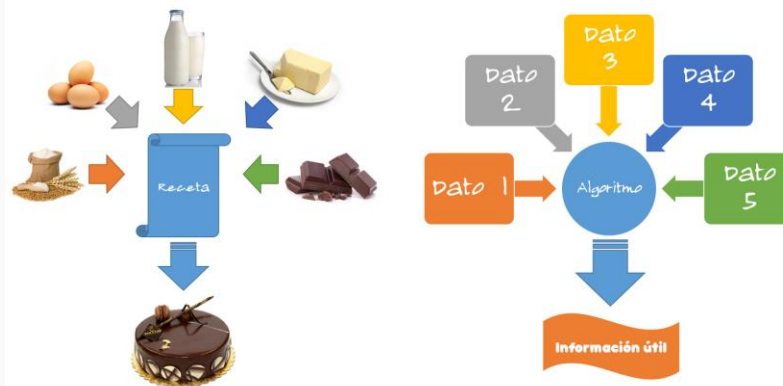 Receta
Dato 1
Dato
2
Dato
3
Dato
4
Dato
5
Algoritmo
Información útil